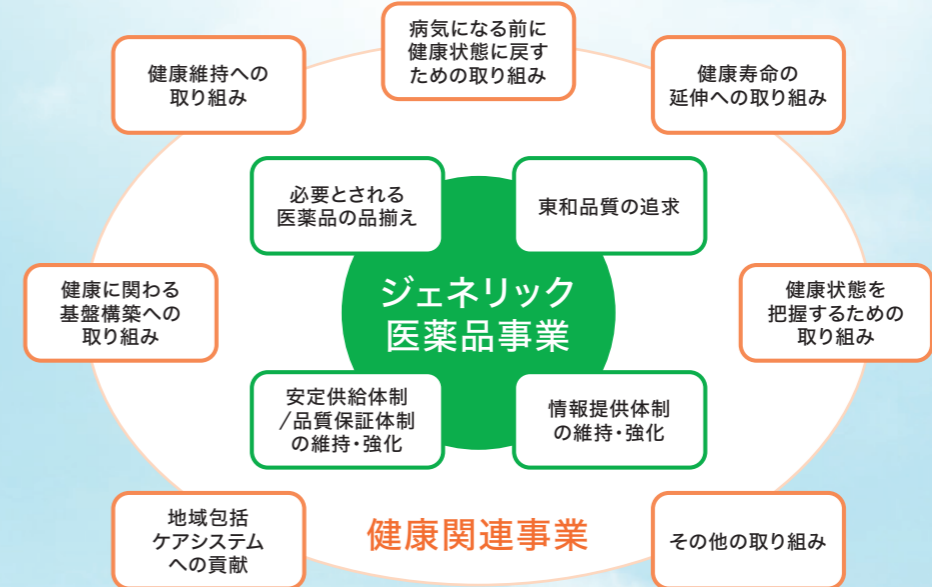 病気になる前に
健康状態に戻す
ための取り組み
健康維持への
取り組み
健康寿命の
延伸への取り組み
必要とされる
医薬品の品揃え
東和品質の追求
健康に関わる
基盤構築への
取り組み
ジェネリック
医薬品事業
健康状態を
把握するための
取り組み
安定供給体制
/品質保証体制
の維持・強化
情報提供体制
の維持・強化
地域包括
ケアシステム
への貢献
健康関連事業
その他の取り組み